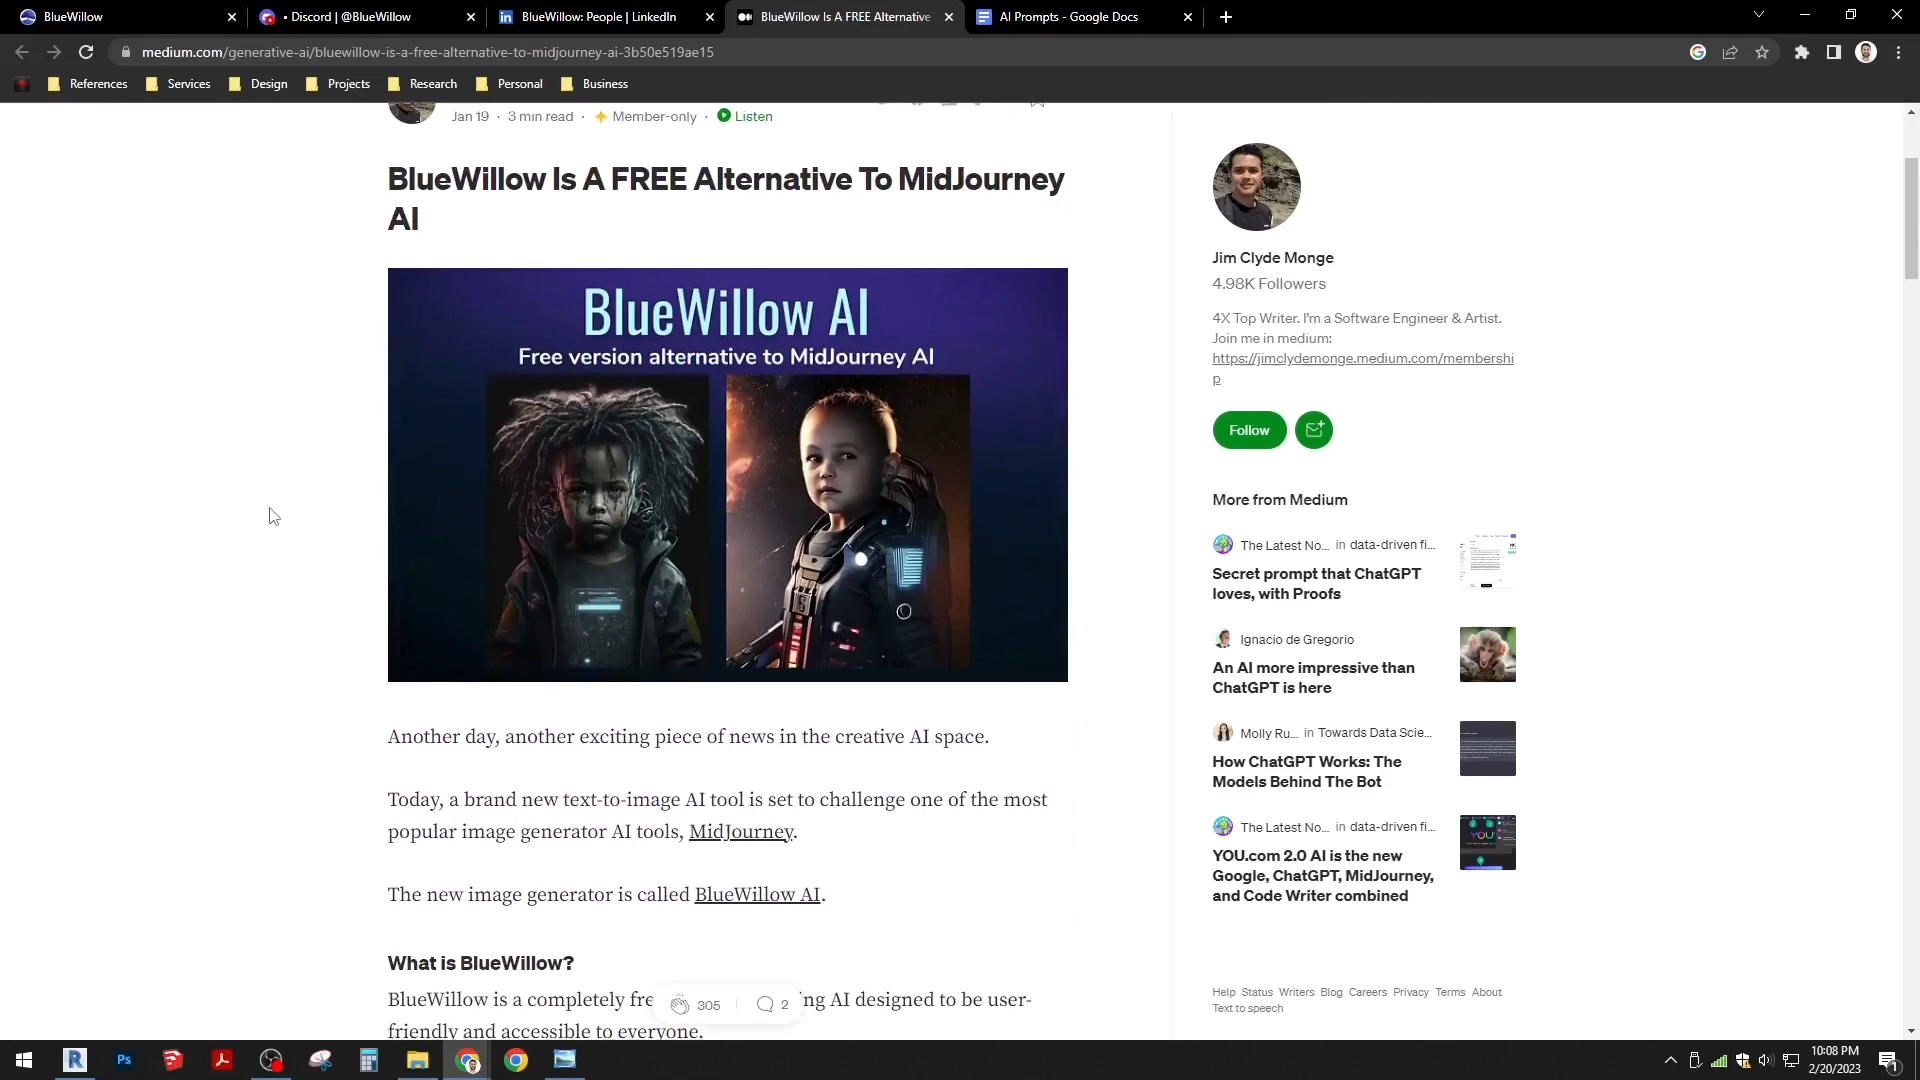 BlueWillow
• Discord | @BlueWillow
BlueWillow: People | LinkedIn
BlueWillow Is A FREE Alternative
AI Prompts - Google Docs
medium.com/generative-ai/bluewillow-is-a-free-alternative-to-midjourney-ai-3b50e519ae15
References
Services
Design
Projects
Research
Personal
Business
Jan 19 · 3 min read · Member-only · Listen
BlueWillow Is A FREE Alternative To MidJourney
AI
BlueWillow AI
Free version alternative to MidJourney AI
Another day, another exciting piece of news in the creative AI space.
Today, a brand new text-to-image AI tool is set to challenge one of the most
popular image generator AI tools, MidJourney.
The new image generator is called BlueWillow AI.
What is BlueWillow?
BlueWillow is a completely fre ng AI designed to be user-
friendly and accessible to everyone.
305
2
Jim Clyde Monge
4.98K Followers
4X Top Writer. I'm a Software Engineer & Artist.
Join me in medium:
https://jimclydemonge.medium.com/membershi
p
Follow
More from Medium
The Latest No... in data-driven fi...
Secret prompt that ChatGPT
loves, with Proofs
Ignacio de Gregorio
An AI more impressive than
ChatGPT is here
Molly Ru... in Towards Data Scie...
How ChatGPT Works: The
Models Behind The Bot
The Latest No... in data-driven fi...
YOU.com 2.0 AI is the new
Google, ChatGPT, MidJourney,
and Code Writer combined
Help Status Writers Blog Careers Privacy Terms About
Text to speech
10:08 PM
2/20/2023